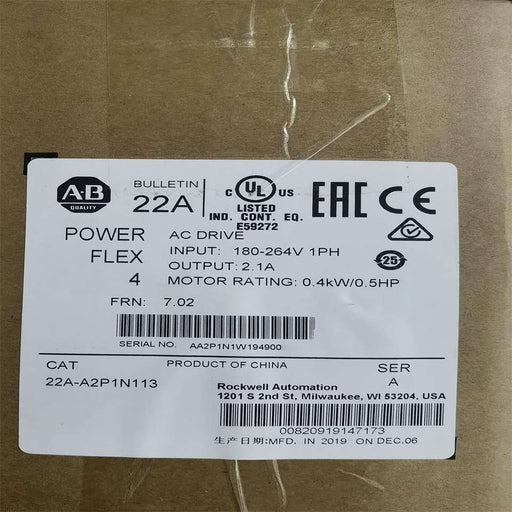 A-B
QUALITY
BULLETIN
22A
POWER
FLEX
4
FRN: 7.02
C UL US
LISTED
IND. CONT. EQ.
E59272
EAC CE
25
AC DRIVE
INPUT: 180-264V 1PH
OUTPUT: 2.1A
MOTOR RATING: 0.4kW/0.5HP
SERIAL NO. AA2P1N1W194900
CAT
22A-A2P1N113
PRODUCT OF CHINA
SER
A
Rockwell Automation
1201 S 2nd St, Milwaukee, WI 53204, USA
00820919147173
生产日期:MFD. IN 2019 ON DEC.06